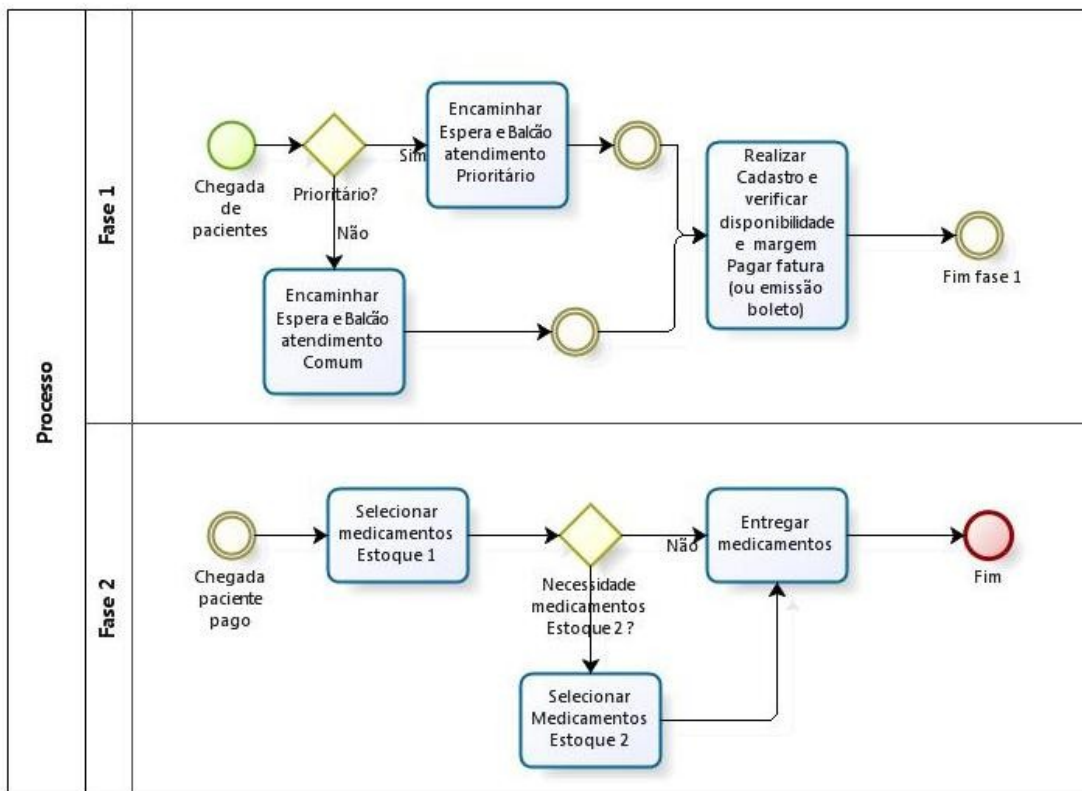 Processo
Fase 1
Chegada
de
pacientes
Prioritário?
Sim
Não
Encaminhar
Espera e Balcão
atendimento
Prioritário
Encaminhar
Espera e Balcão
atendimento
Comum
Realizar
Cadastro e
verificar
disponibilidade
e margem
Pagar fatura
(ou emissão
boleto)
Fim fase 1
Fase 2
Chegada
paciente
pago
Selecionar
medicamentos
Estoque 1
Necessidade
medicamentos
Estoque 2 ?
Não
Selecionar
Medicamentos
Estoque 2
Entregar
medicamentos
Fim